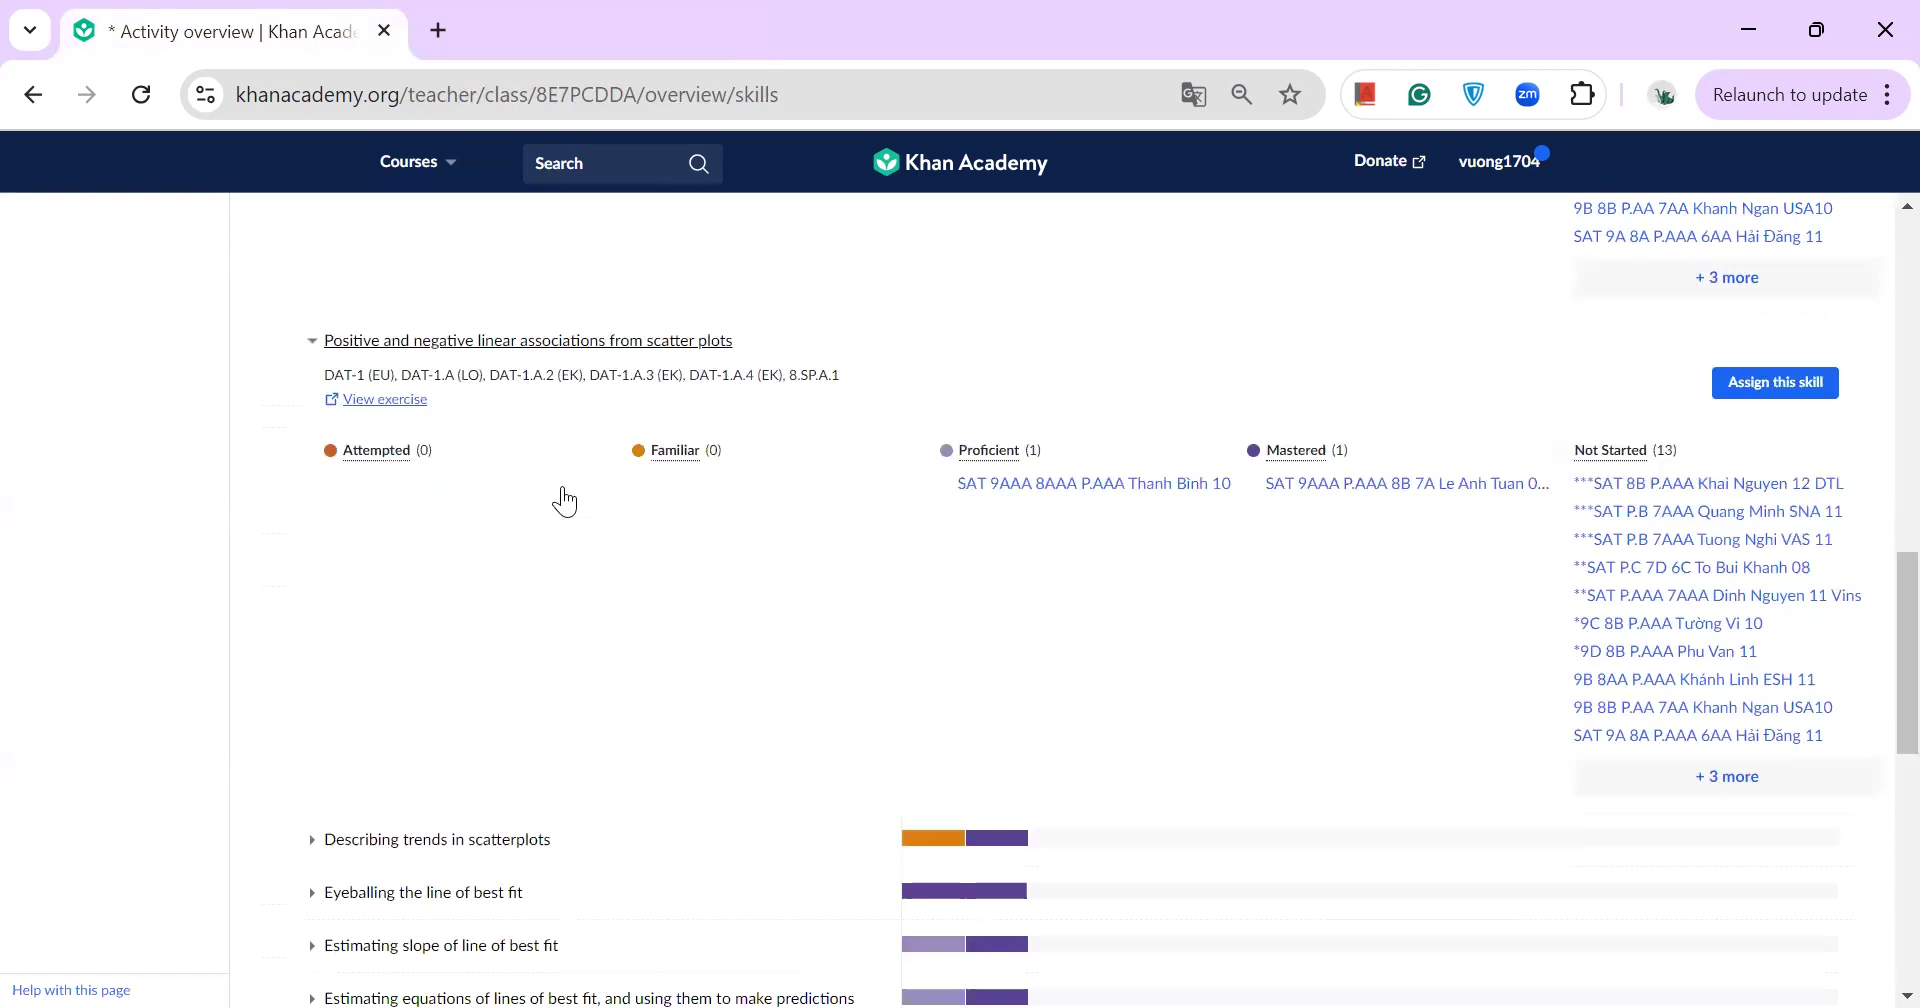 * Activity overview | Khan Acade
khanacademy.org/teacher/class/8E7PCDDA/overview/skills
zm
Relaunch to update
Courses
Search
Khan Academy
Donate
vuong1704
9B 8B P.AA 7AA Khanh Ngan USA10
SAT 9A 8A P.AAA 6AA Hải Đăng 11
+ 3 more
Positive and negative linear associations from scatter plots
DAT-1 (EU), DAT-1.A (LO), DAT-1.A.2 (EK), DAT-1.A.3 (EK), DAT-1.A.4 (EK), 8.SP.A.1
View exercise
Assign this skill
Attempted (0)
Familiar (0)
Proficient (1)
SAT 9AAA 8AAA P.AAA Thanh Bình 10
Mastered (1)
SAT 9AAA P.AAA 8B 7A Le Anh Tuan 0...
Not Started (13)
***SAT 8B P.AAA Khai Nguyen 12 DTL
***SAT P.B 7AAA Quang Minh SNA 11
***SAT P.B 7AAA Tuong Nghi VAS 11
**SAT P.C 7D 6C To Bui Khanh 08
**SAT P.AAA 7AAA Dinh Nguyen 11 Vins
*9C 8B P.AAA Tường Vi 10
*9D 8B P.AAA Phu Van 11
9B 8AA P.AAA Khánh Linh ESH 11
9B 8B P.AA 7AA Khanh Ngan USA10
SAT 9A 8A P.AAA 6AA Hải Đăng 11
+ 3 more
Describing trends in scatterplots
Eyeballing the line of best fit
Estimating slope of line of best fit
Estimating equations of lines of best fit, and using them to make predictions
Help with this page